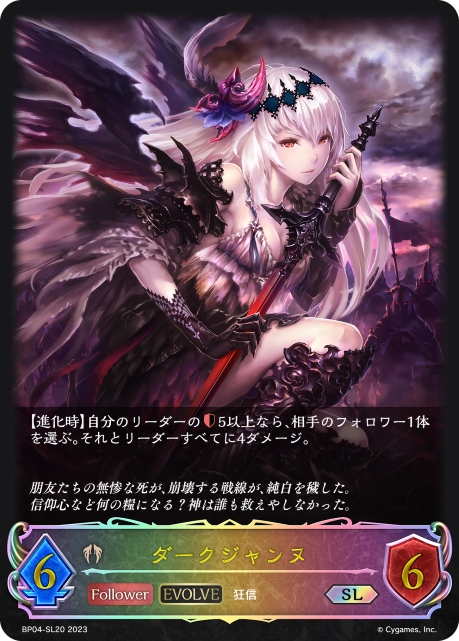 【進化時】自分のリーダーの5以上なら、相手のフォロワー1体
を選ぶ。それとリーダーすべてに4ダメージ。
朋友たちの無惨な死が、崩壊する戦線が、純白を穢した。
信仰心など何の糧になる？神は誰も救えやしなかった。
ダークジャンヌ
6
6
Follower EVOLVE 狂信 SL
BP04-SL20 2023 © Cygames, Inc.